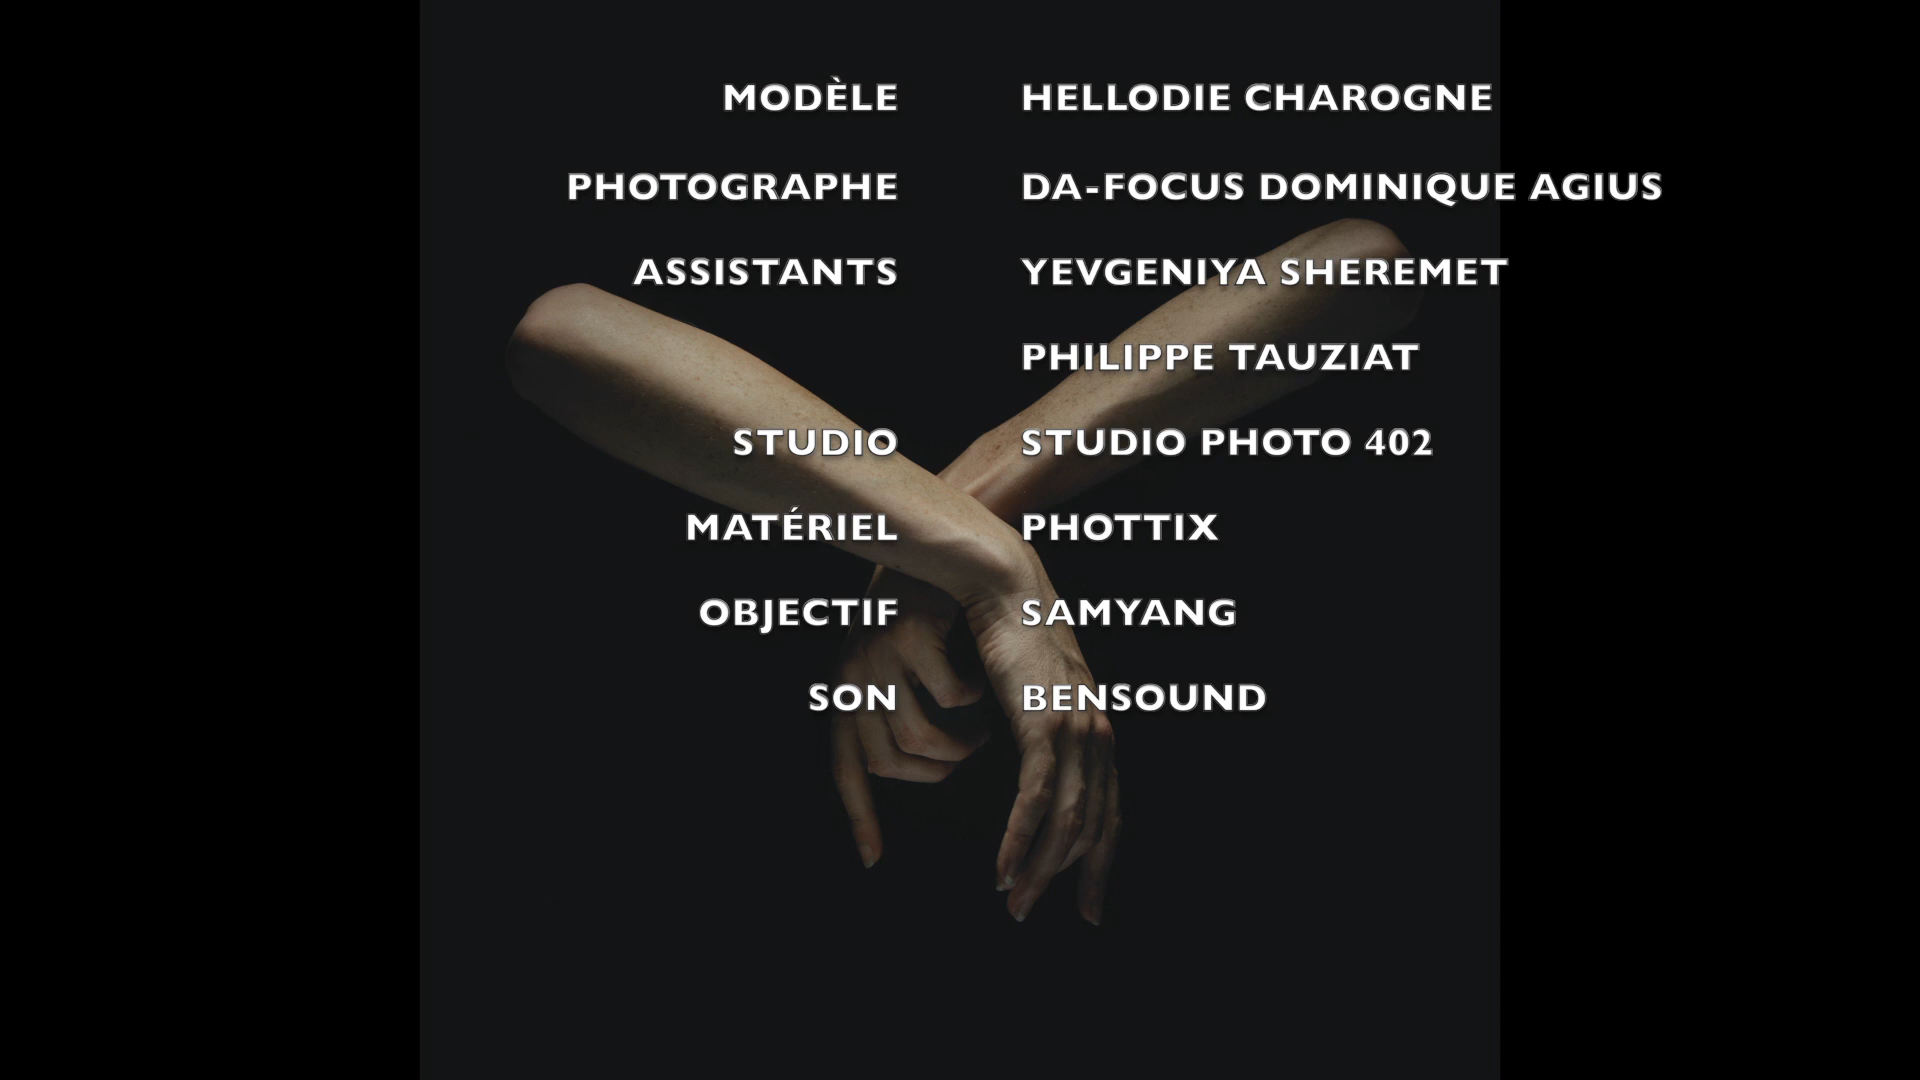 MODÈLE HELLODIE CHAROGNE
PHOTOGRAPHE DA-FOCUS DOMINIQUE AGIUS
ASSISTANTS YEVGENIYA SHEREMET
PHILIPPE TAUZIAT
STUDIO STUDIO PHOTO 402
MATÉRIEL PHOTTIX
OBJECTIF SAMYANG
SON BENSOUND